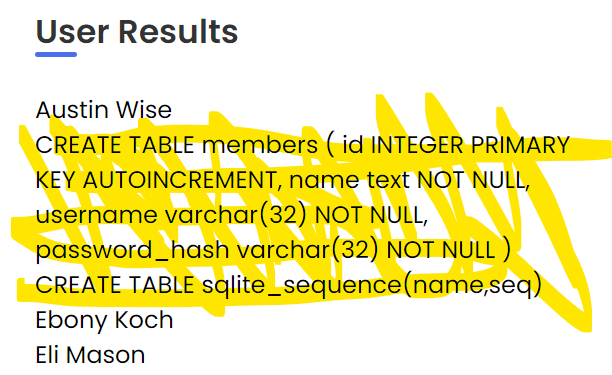 User Results
Austin Wise
CREATE TABLE members ( id INTEGER PRIMARY
KEY AUTOINCREMENT, name text NOT NULL,
username varchar(32) NOT NULL,
password_hash varchar(32) NOT NULL )
CREATE TABLE sqlite_sequence(name,seq)
Ebony Koch
Eli Mason